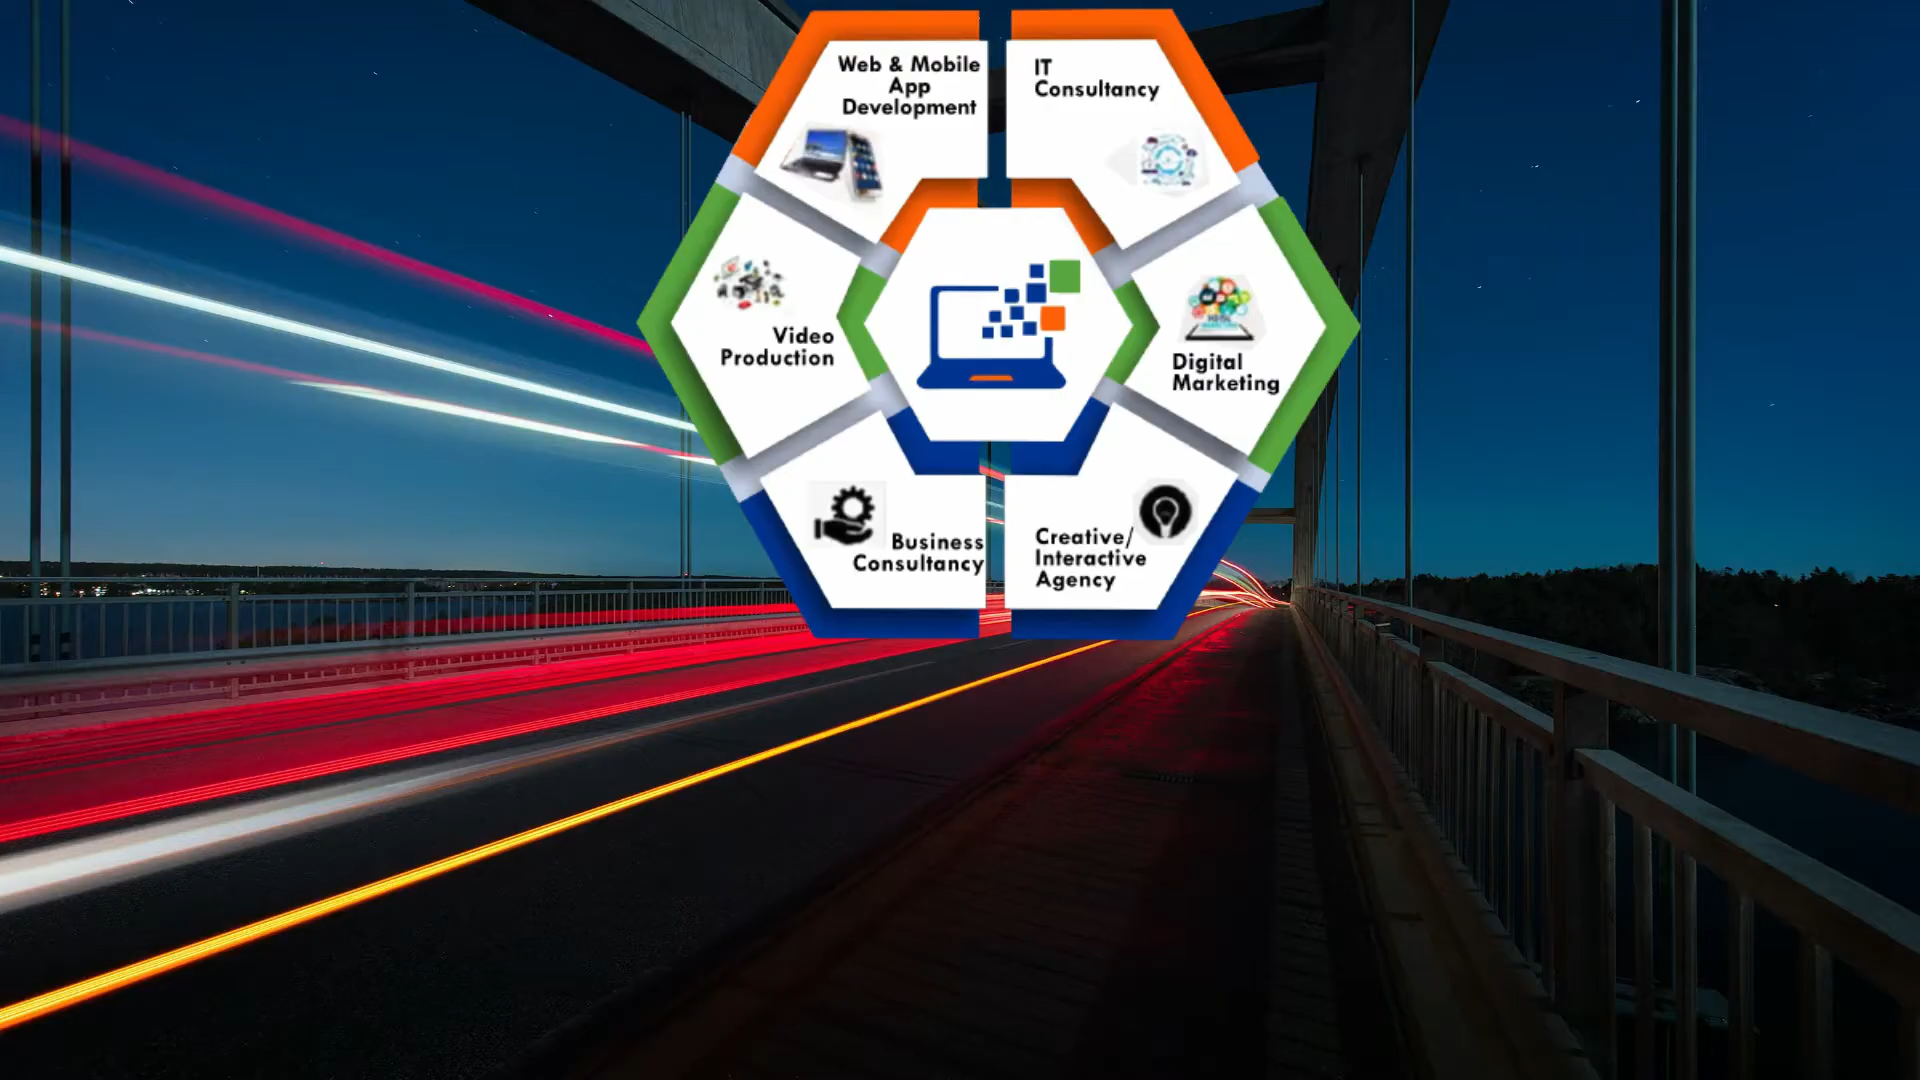 Web & Mobile
App
Development
IT
Consultancy
Video
Production
Digital
Marketing
Business
Consultancy
Creative/
Interactive
Agency